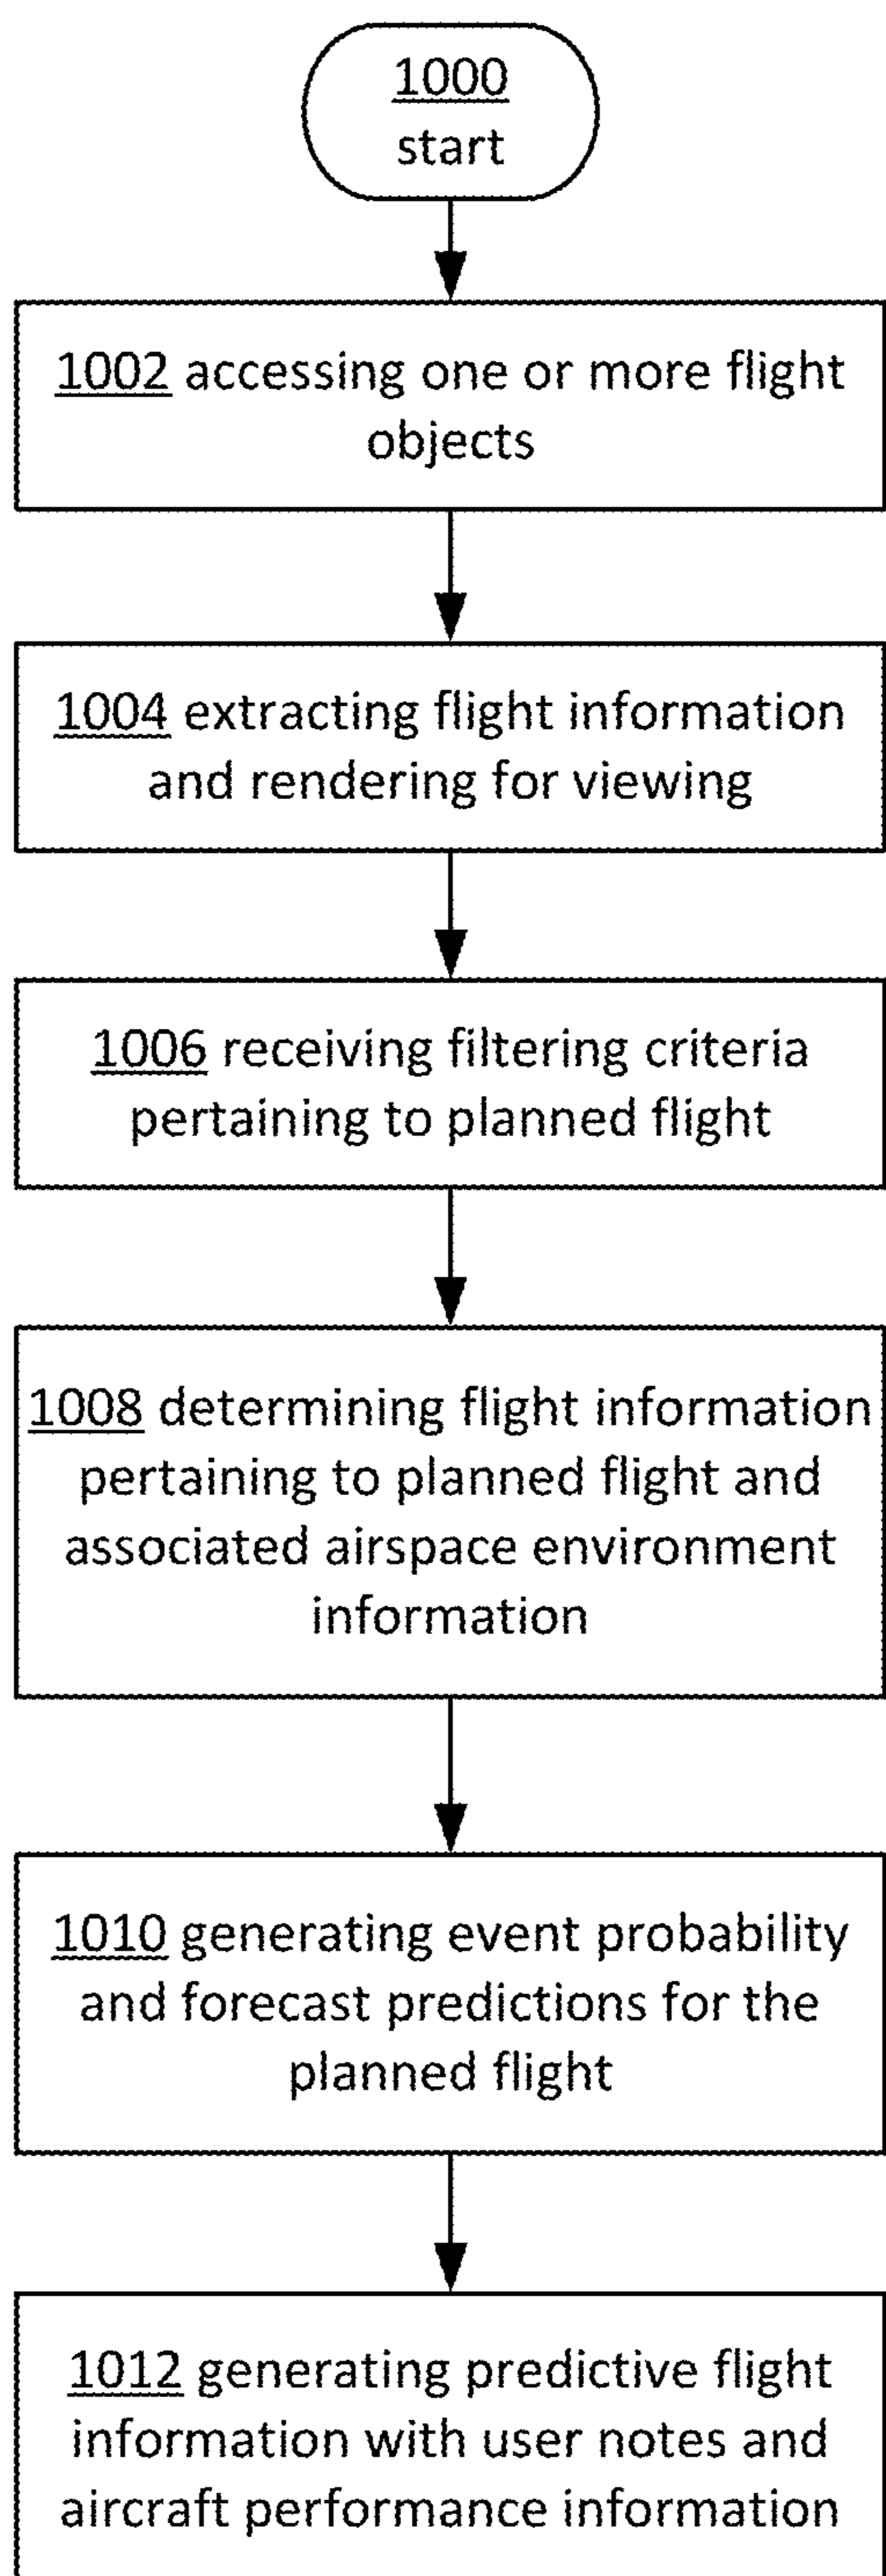 1000
start
1002 accessing one or more flight
objects
1004 extracting flight information
and rendering for viewing
1006 receiving filtering criteria
pertaining to planned flight
1008 determining flight information
pertaining to planned flight and
associated airspace environment
information
1010 generating event probability
and forecast predictions for the
planned flight
1012 generating predictive flight
information with user notes and
aircraft performance information